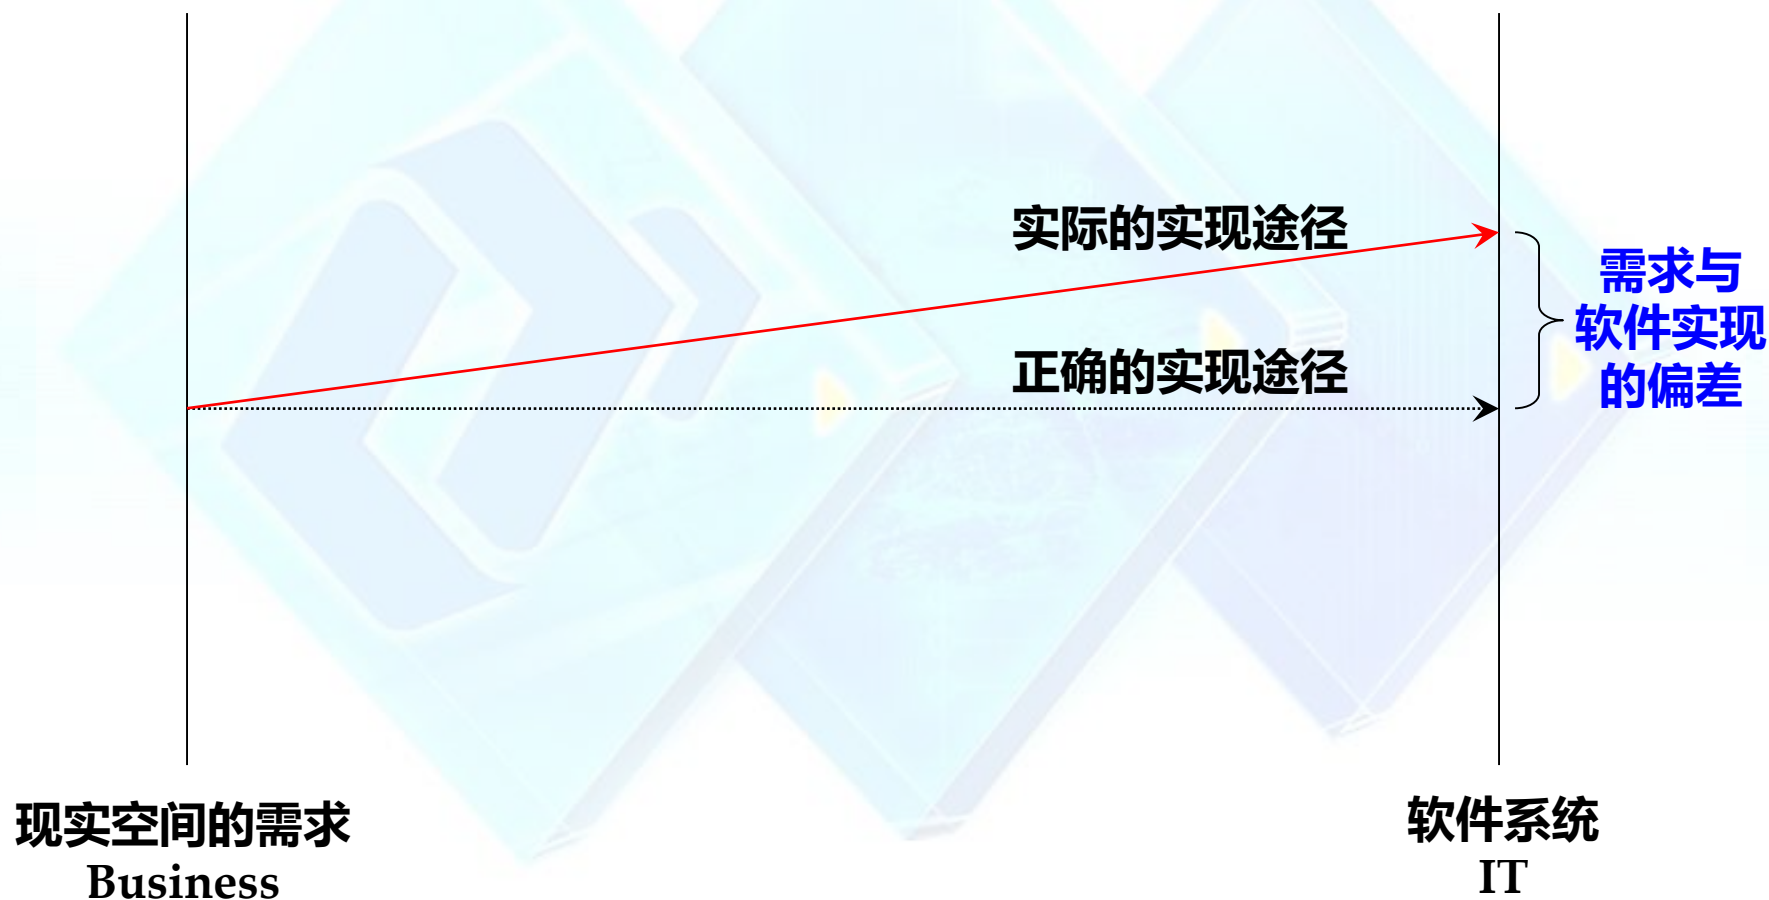 实际的实现途径
正确的实现途径
需求与
软件实现
的偏差
现实空间的需求
Business
软件系统
IT